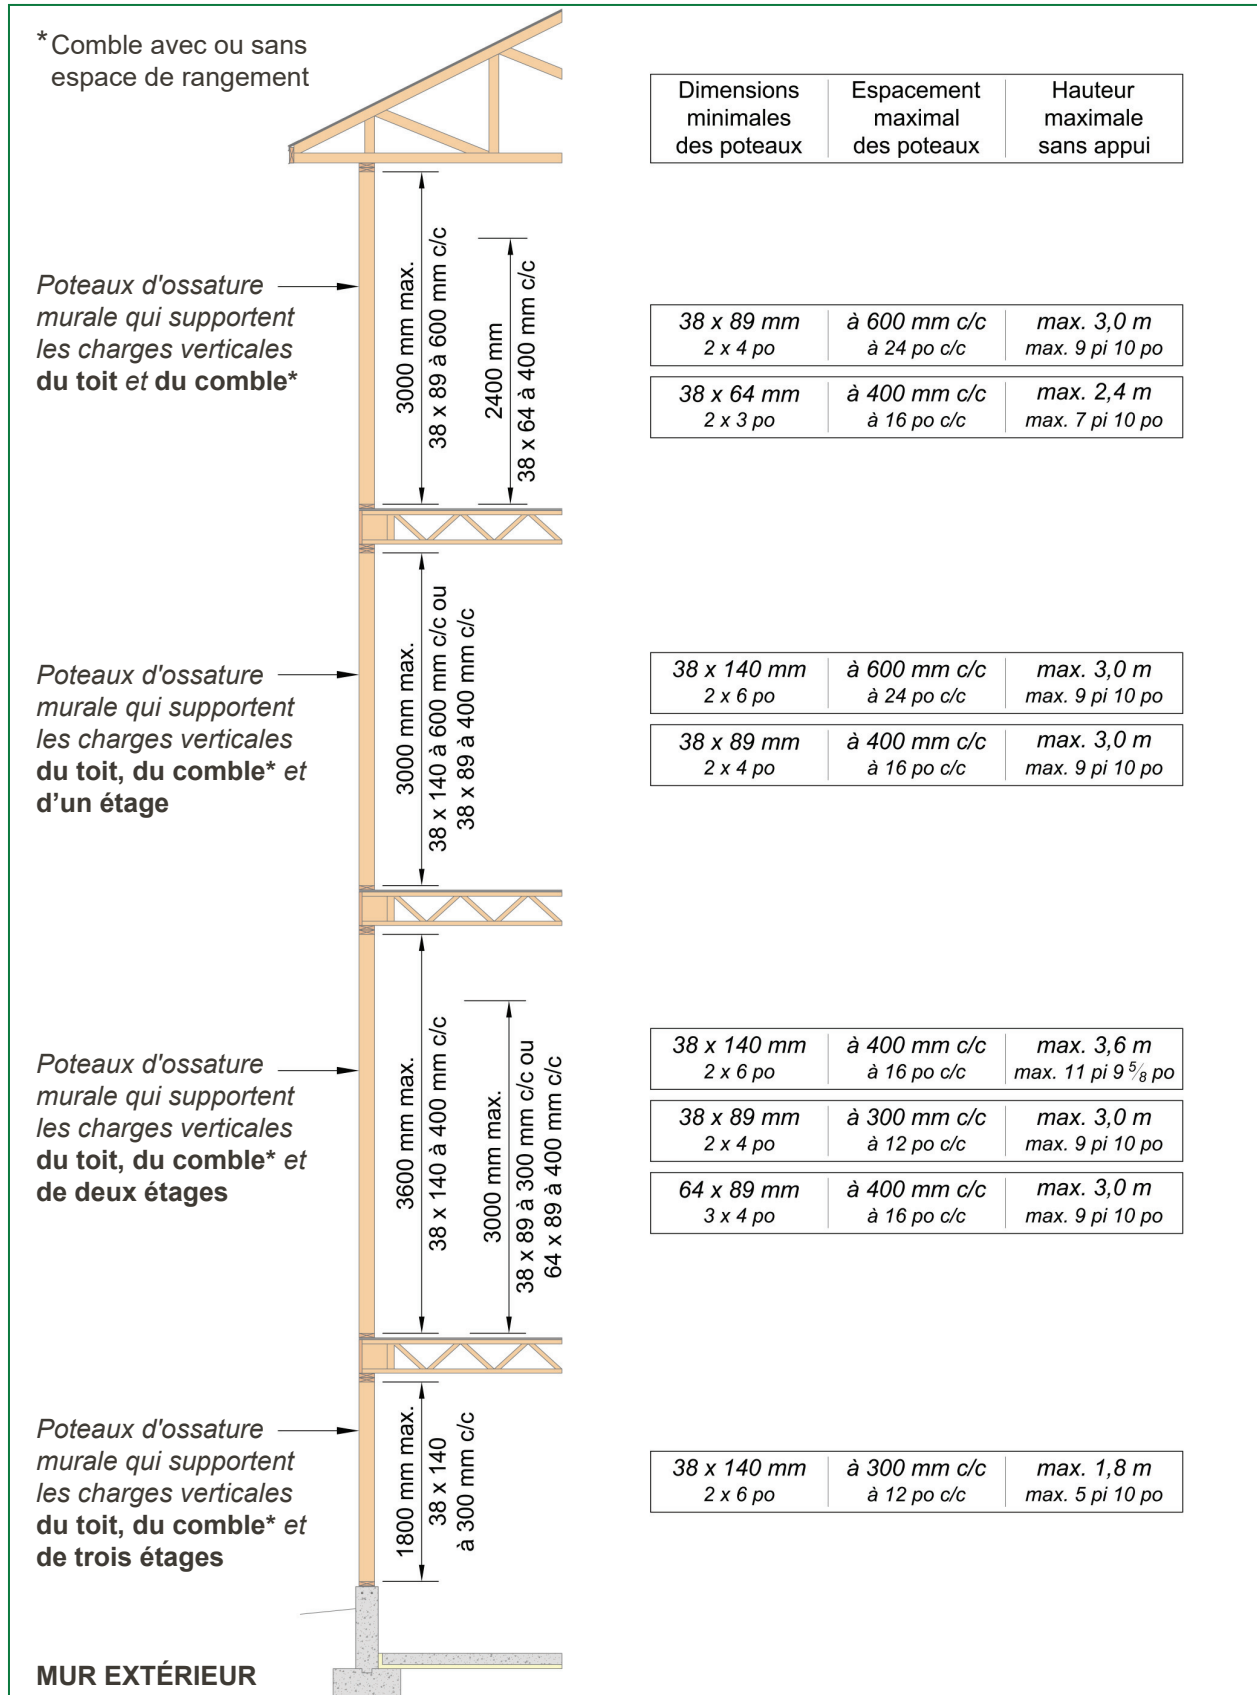 * Comble avec ou sans
espace de rangement
Dimensions minimales des poteaux
Espacement maximal des poteaux
Hauteur maximale sans appui
Poteaux d'ossature
murale qui supportent
les charges verticales
du toit et du comble*
3000 mm max.
38 x 89 à 600 mm c/c
2400 mm
38 x 64 à 400 mm c/c
38 x 89 mm à 600 mm c/c max. 3,0 m
2 x 4 po à 24 po c/c max. 9 pi 10 po
38 x 64 mm à 400 mm c/c max. 2,4 m
2 x 3 po à 16 po c/c max. 7 pi 10 po
Poteaux d'ossature
murale qui supportent
les charges verticales
du toit, du comble* et
d'un étage
3000 mm max.
38 x 140 à 600 mm c/c ou
38 x 89 à 400 mm c/c
38 x 140 mm à 600 mm c/c max. 3,0 m
2 x 6 po à 24 po c/c max. 9 pi 10 po
38 x 89 mm à 400 mm c/c max. 3,0 m
2 x 4 po à 16 po c/c max. 9 pi 10 po
Poteaux d'ossature
murale qui supportent
les charges verticales
du toit, du comble* et
de deux étages
3600 mm max.
38 x 140 à 400 mm c/c
3000 mm max.
38 x 89 à 300 mm c/c ou
64 x 89 à 400 mm c/c
38 x 140 mm à 400 mm c/c max. 3,6 m
2 x 6 po à 16 po c/c max. 11 pi 9 5/8 po
38 x 89 mm à 300 mm c/c max. 3,0 m
2 x 4 po à 12 po c/c max. 9 pi 10 po
64 x 89 mm à 400 mm c/c max. 3,0 m
3 x 4 po à 16 po c/c max. 9 pi 10 po
Poteaux d'ossature
murale qui supportent
les charges verticales
du toit, du comble* et
de trois étages
1800 mm max.
38 x 140
à 300 mm c/c
38 x 140 mm à 300 mm c/c max. 1,8 m
2 x 6 po à 12 po c/c max. 5 pi 10 po
MUR EXTÉRIEUR